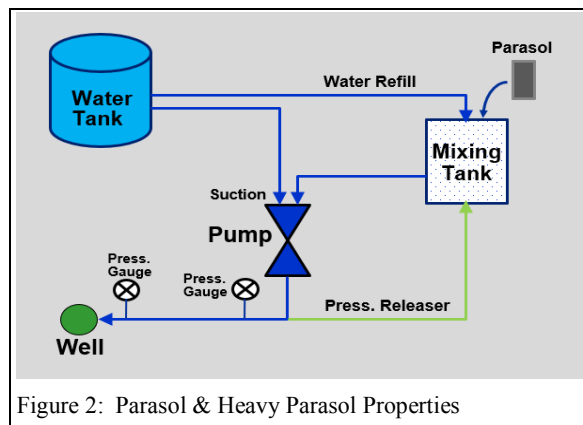 Parasol
Water Refill
Water
Tank
Mixing
Tank
Suction
Pump
Press.
Gauge
Press.
Gauge
Press. Releaser
Well
Figure 2:  Parasol & Heavy Parasol Properties